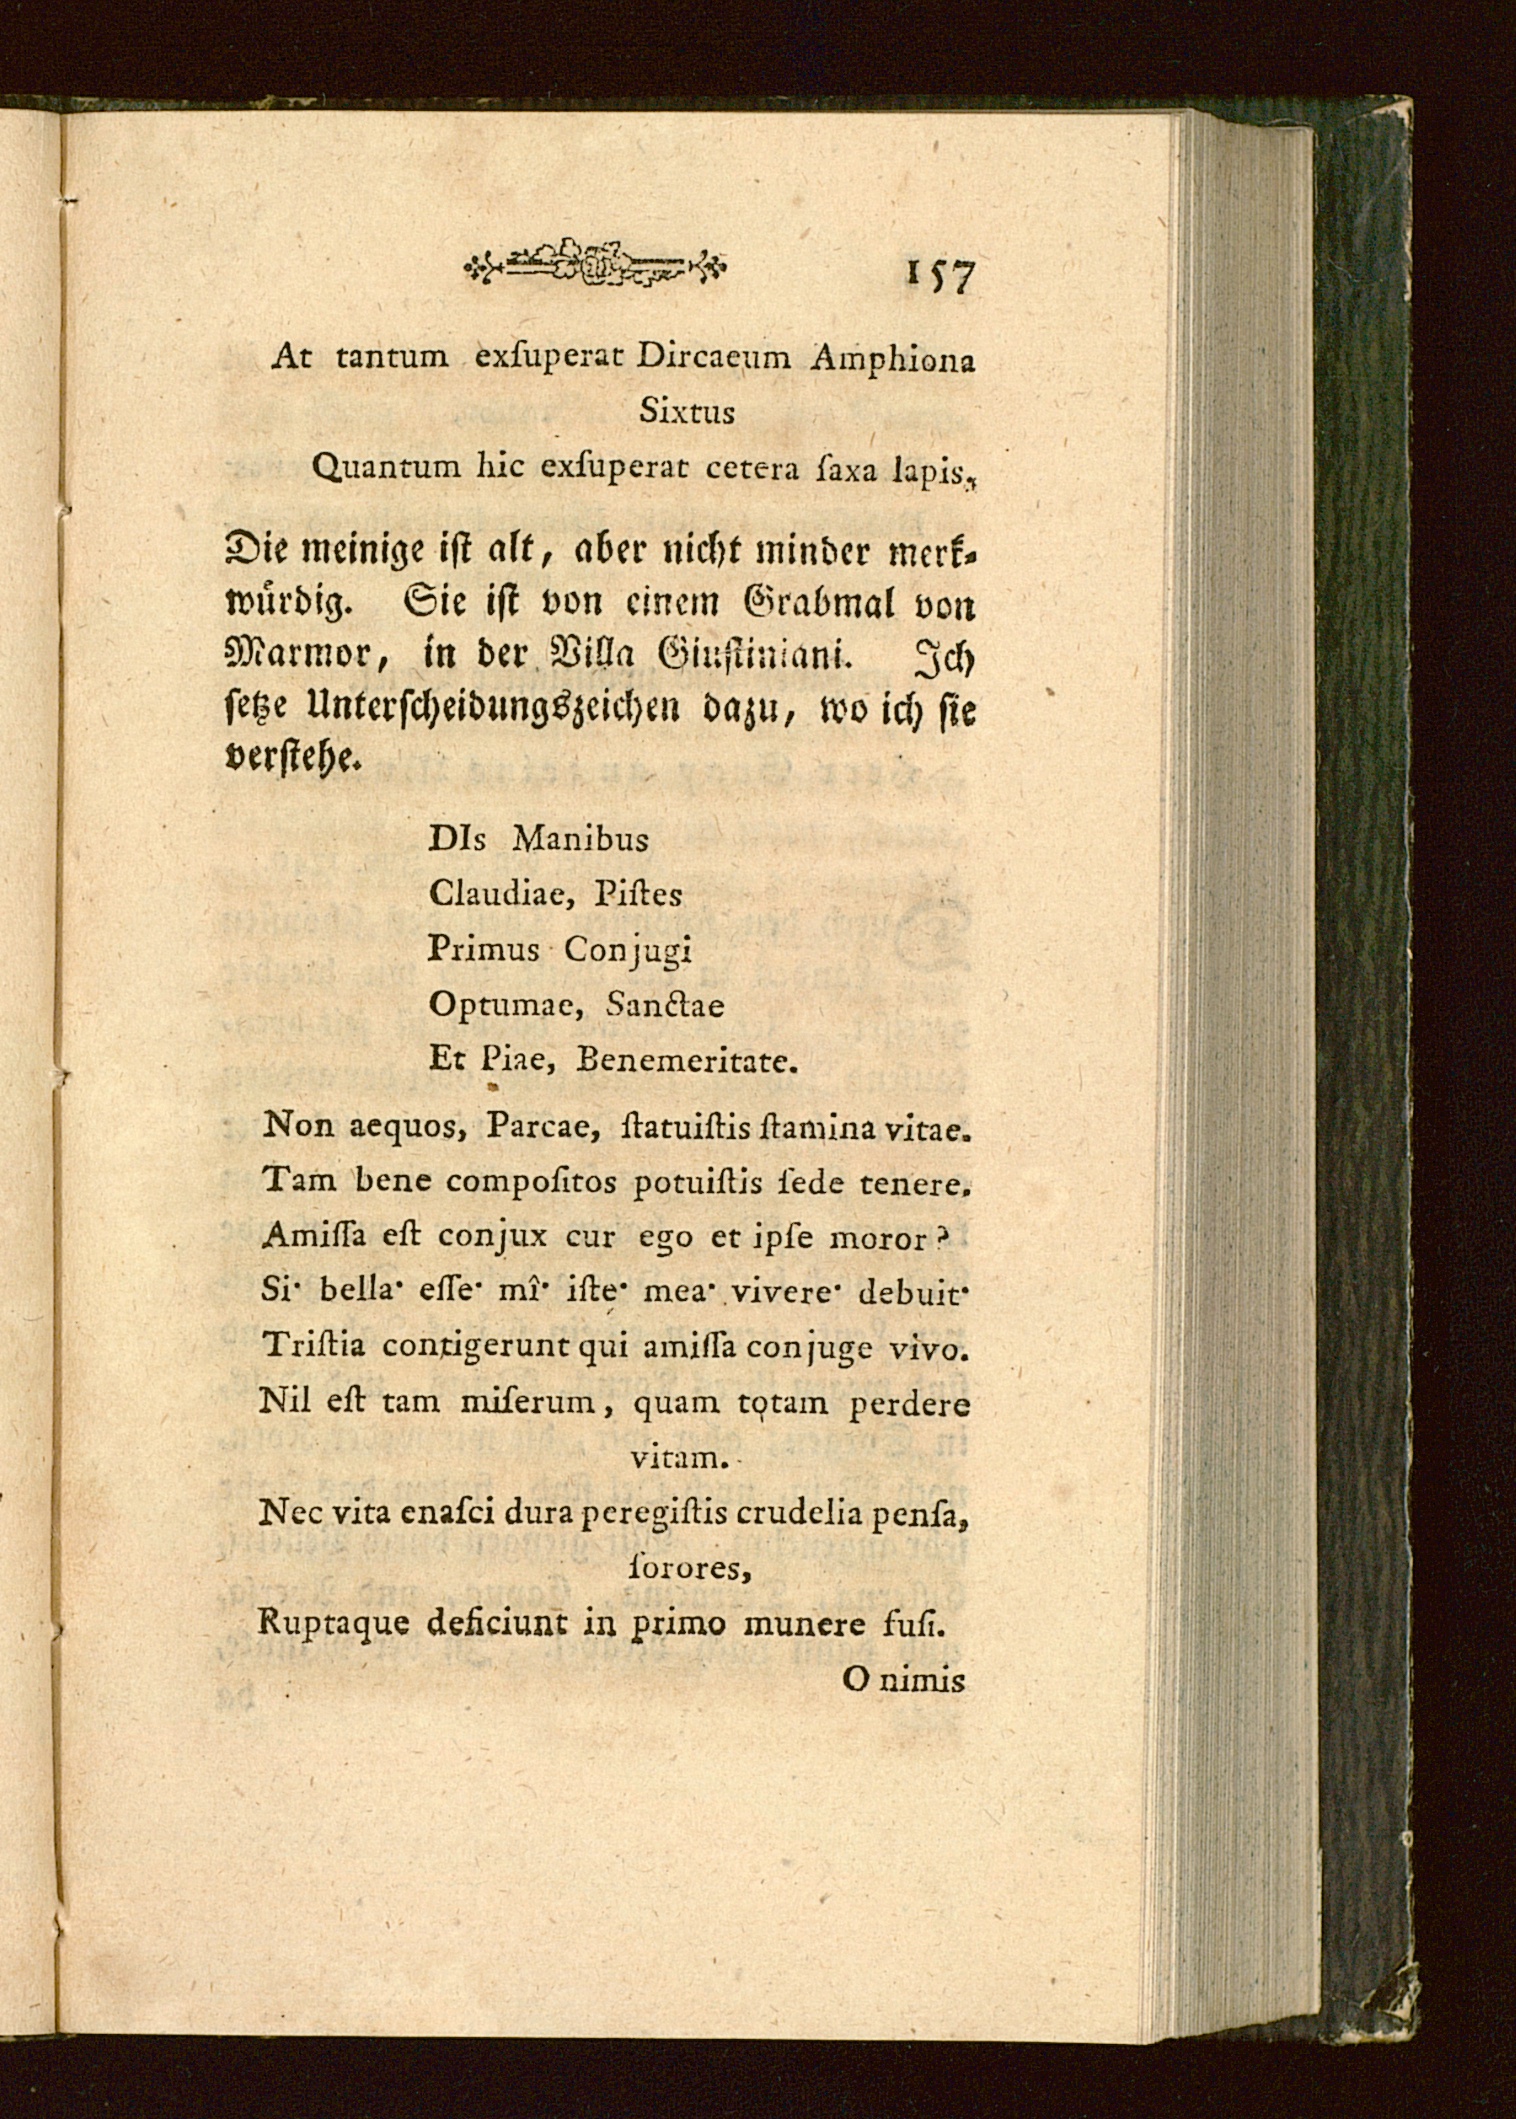 157
At tantum exſuperat Dircaeum Amphiona
Sixtus
Quantum hic exſuperat cetera ſaxa lapis.
Die meinige iſt alt, aber nicht minder merk⸗
würdig. Sie iſt von einem Grabmal von
Marmor, in der Villa Giuſtiniani. Ich
ſetze Unterſcheidungszeichen dazu, wo ich ſie
verſtehe.
DIs Manibus
Claudiae, Piſtes
Primus Conjugi
Optumae, Sanctae
Et Piae, Benemeritate.
Non aequos, Parcae, ſtatuiſtis ſtamina vitae.
Tam bene compoſitos potuiſtis ſede tenere.
Amiſſa eſt conjux cur ego et ipſe moror?
Si· bella· eſſe· mî· iſte· mea· vivere· debuit·
Triſtia contigerunt qui amiſſa conjuge vivo.
Nil eſt tam miſerum, quam totam perdere
vitam.
Nec vita enaſci dura peregiſtis crudelia penſa,
ſorores,
Ruptaque deficiunt in primo munere fuſi.
O nimis